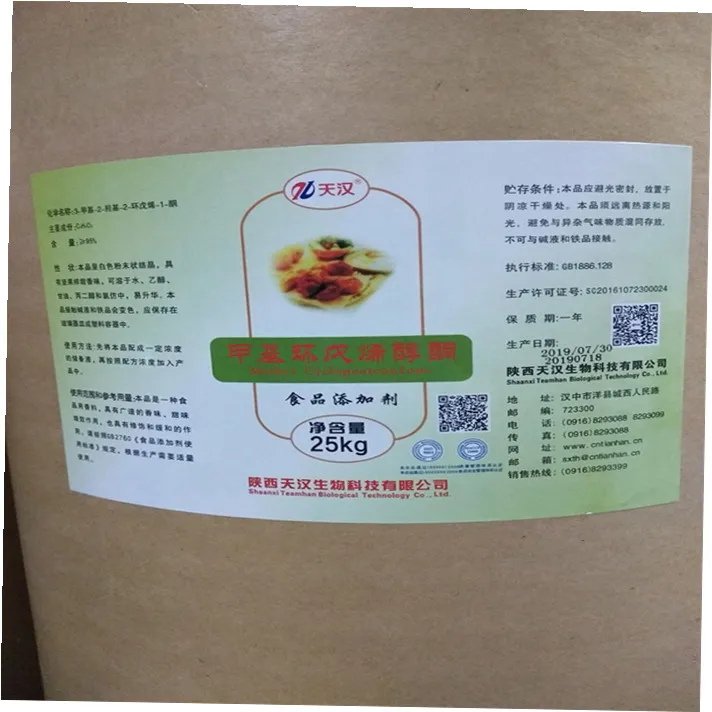 化学名称:3-甲基-2-羟基-2-环戊烯-1-酮
主要成份:C₆H₈O₂
含 量:≥98%
性 状:本品呈白色粉末状结晶,具
可溶于水、乙醇、
丙二醇和氯仿中,易升华.本
品接触碱液和铁品会变色,应保存在
玻璃器皿或塑料容器中.
使用方法:先将本品配成一定浓度
的储备液,再按照配方浓度加入产
品中.
使用范围和参考用量:本品是一种食
品用香料,具有广谱的香味,甜味
增效作用,也具有修饰和缓和的作
用,请按照GB2760《食品添加剂使
用标准》规定,根据生产需要适量
使用.
天汉
甲基环戊烯醇酮
Methyl Cyclopentenolone
食品添加剂
净含量
25kg
陕西天汉生物科技有限公司
Shaanxi Teamhan Biological Technology Co., Ltd.
贮存条件:本品应避光密封,放置于
阴凉干燥处.本品须远离热源和阳
光,避免与异杂气味物质混同存放,
不可与碱液和铁品接触.
执行标准:GB1886.128
生产许可证号:SC20161072300024
保 质 期:一年
生产日期:
2019/07/30
20190718
陕西天汉生物科技有限公司
Shaanxi Teamhan Biological Technology Co., Ltd.
地 址:汉中市洋县城西人民路
邮 编:723300
电 话:(0916)8293088 8293099
传 真:(0916)8293088
网 址:www.cntianhan.cn
邮 箱:sxth@cntianhan.cn
销售热线:(0916)8293399